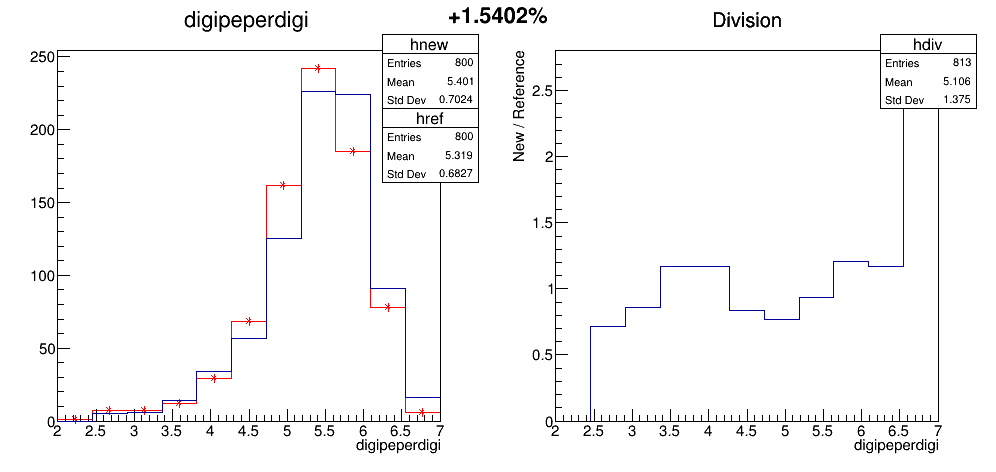 +1.5402%
digipeperdigi
hnew
Entries 800
Mean 5.401
Std Dev 0.7024
href
Entries 800
Mean 5.319
Std Dev 0.6827
250
200
150
100
50
0
2 2.5 3 3.5 4 4.5 5 5.5 6 6.5 7
digipeperdigi
Division
hdiv
Entries 813
Mean 5.106
Std Dev 1.375
New / Reference
2.5
2
1.5
1
0.5
0
2 2.5 3 3.5 4 4.5 5 5.5 6 6.5 7
digipeperdigi